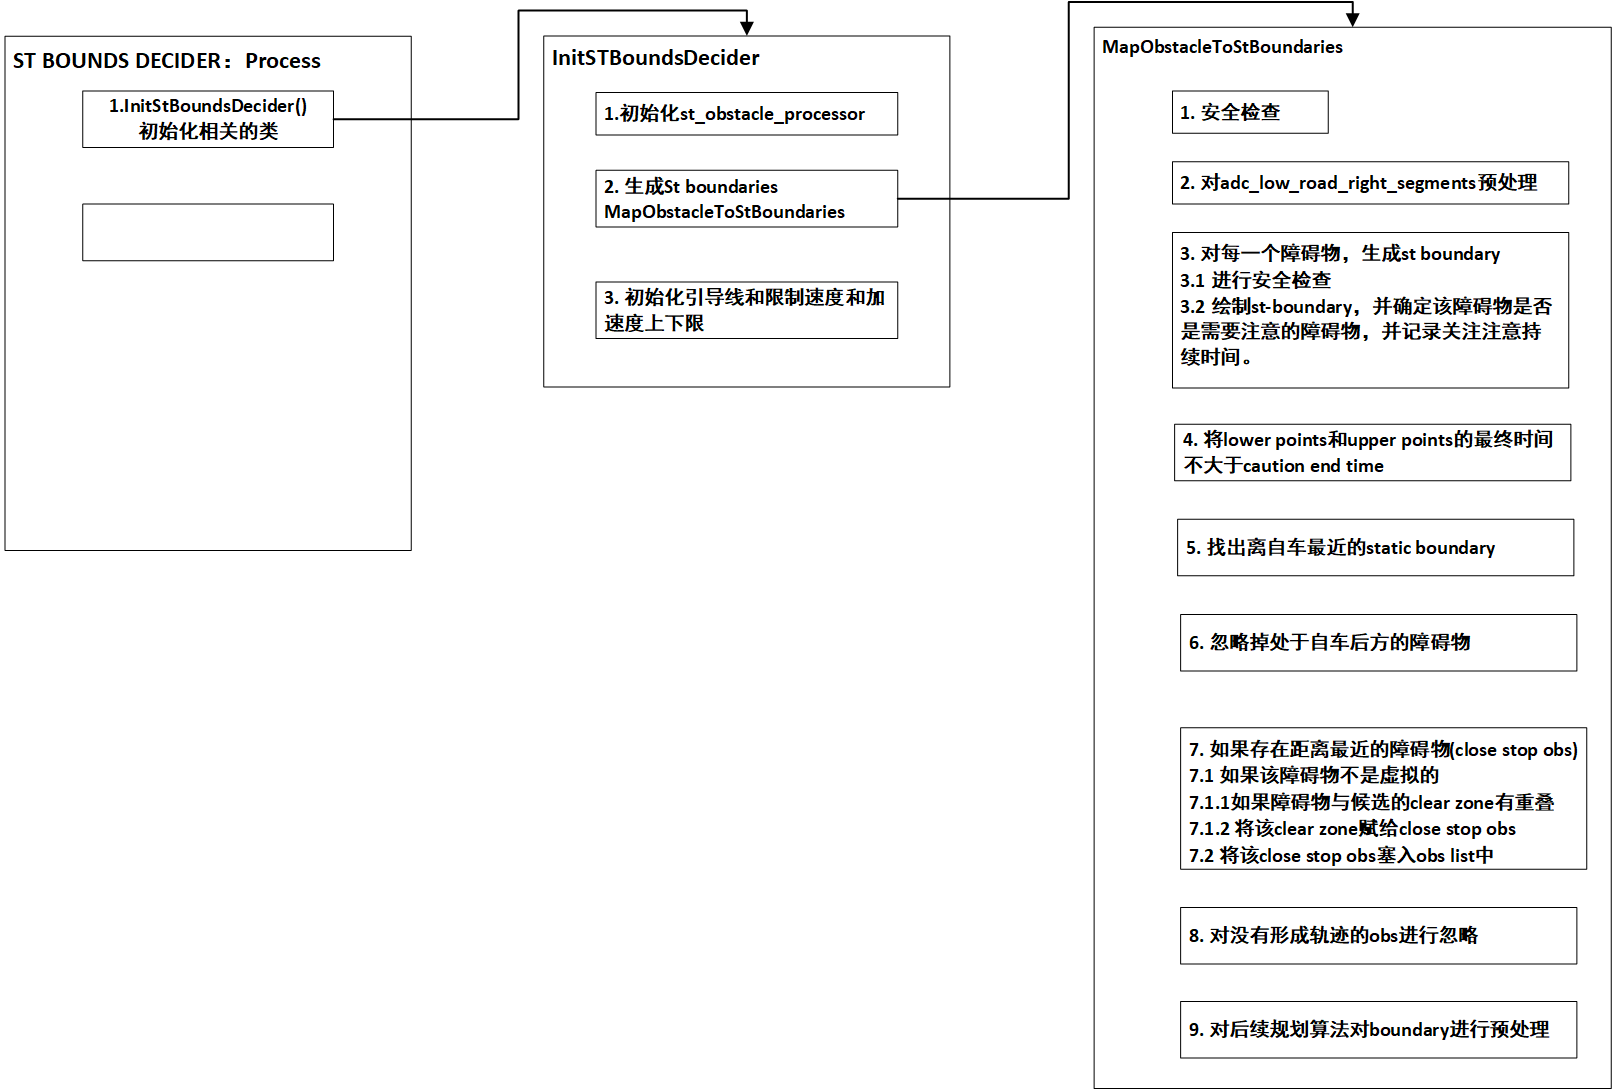 ST BOUNDS DECIDER：Process
1.InitStBoundsDecider()
初始化相关的类
InitSTBoundsDecider
1.初始化st_obstacle_processor
2. 生成St boundaries
MapObstacleToStBoundaries
3. 初始化引导线和限制速度和加
速度上下限
MapObstacleToStBoundaries
1. 安全检查
2. 对adc_low_road_right_segments预处理
3. 对每一个障碍物，生成st boundary
3.1 进行安全检查
3.2 绘制st-boundary，并确定该障碍物是否
是需要注意的障碍物，并记录关注注意持
续时间。
4. 将lower points和upper points的最终时间
不大于caution end time
5. 找出离自车最近的static boundary
6. 忽略掉处于自车后方的障碍物
7. 如果存在距离最近的障碍物(close stop obs)
7.1 如果该障碍物不是虚拟的
7.1.1如果障碍物与候选的clear zone有重叠
7.1.2 将该clear zone赋给close stop obs
7.2 将该close stop obs塞入obs list中
8. 对没有形成轨迹的obs进行忽略
9. 对后续规划算法对boundary进行预处理